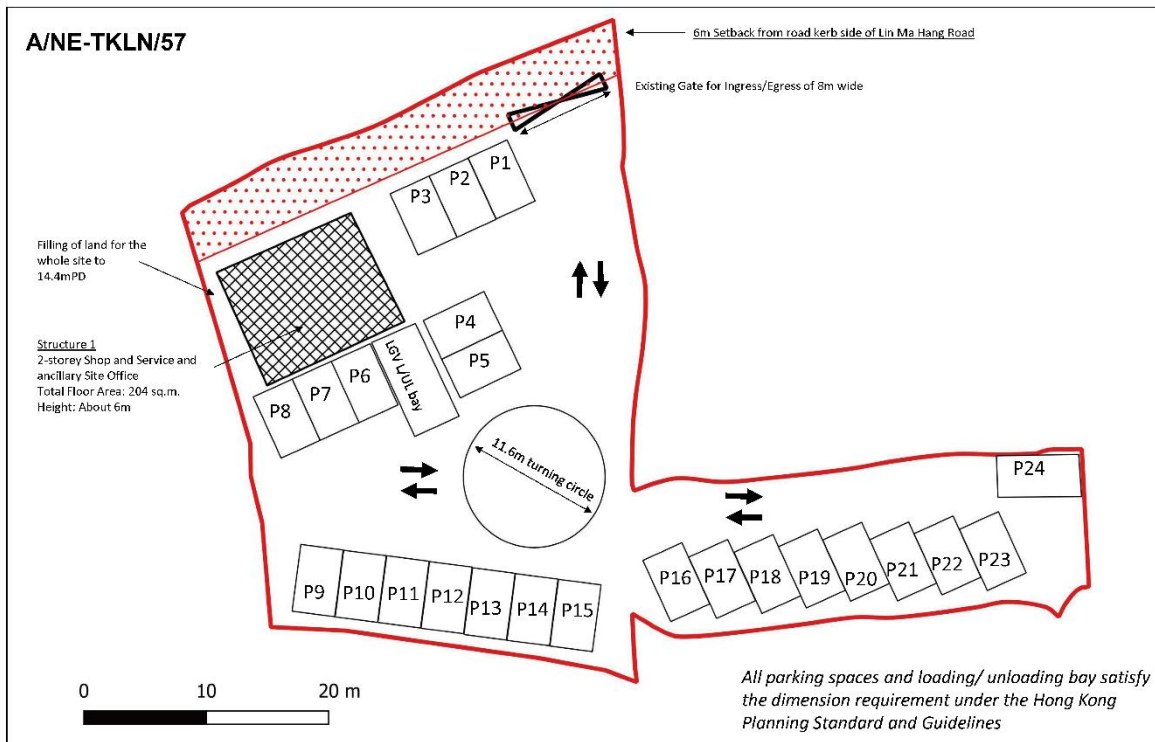 A/NE-TKLN/57
6m Setback from road kerb side of Lin Ma Hang Road
Existing Gate for Ingress/Egress of 8m wide
P1
P2
P3
Filling of land for the
whole site to
14.4mPD
Structure 1
2-storey Shop and Service and
ancillary Site Office
Total Floor Area: 204 sq.m.
Height: About 6m
P4
P5
LGV L/UL bay
P6
P7
P8
11.6m turning circle
P24
P9
P10
P11
P12
P13
P14
P15
P16
P17
P18
P19
P20
P21
P22
P23
0 10 20 m
All parking spaces and loading/ unloading bay satisfy
the dimension requirement under the Hong Kong
Planning Standard and Guidelines